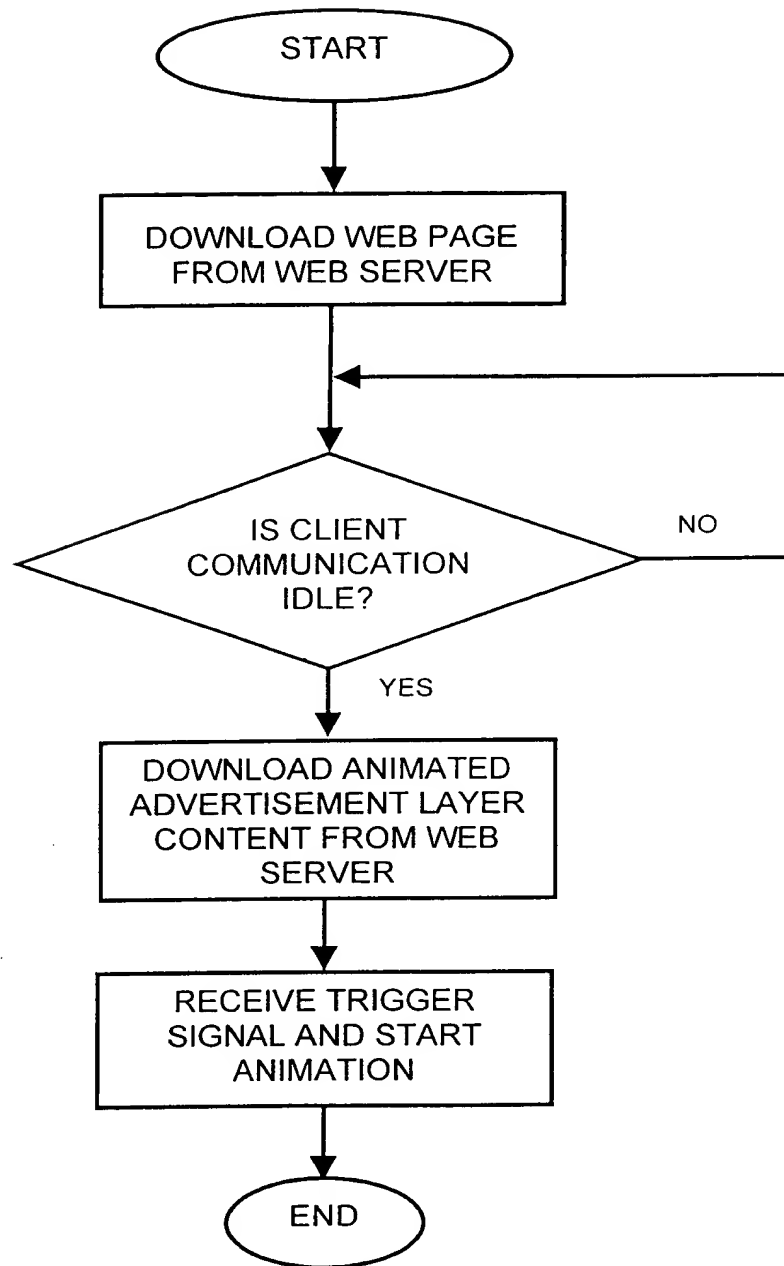 START
DOWNLOAD WEB PAGE
FROM WEB SERVER
IS CLIENT
COMMUNICATION
IDLE?
NO
YES
DOWNLOAD ANIMATED
ADVERTISEMENT LAYER
CONTENT FROM WEB
SERVER
RECEIVE TRIGGER
SIGNAL AND START
ANIMATION
END